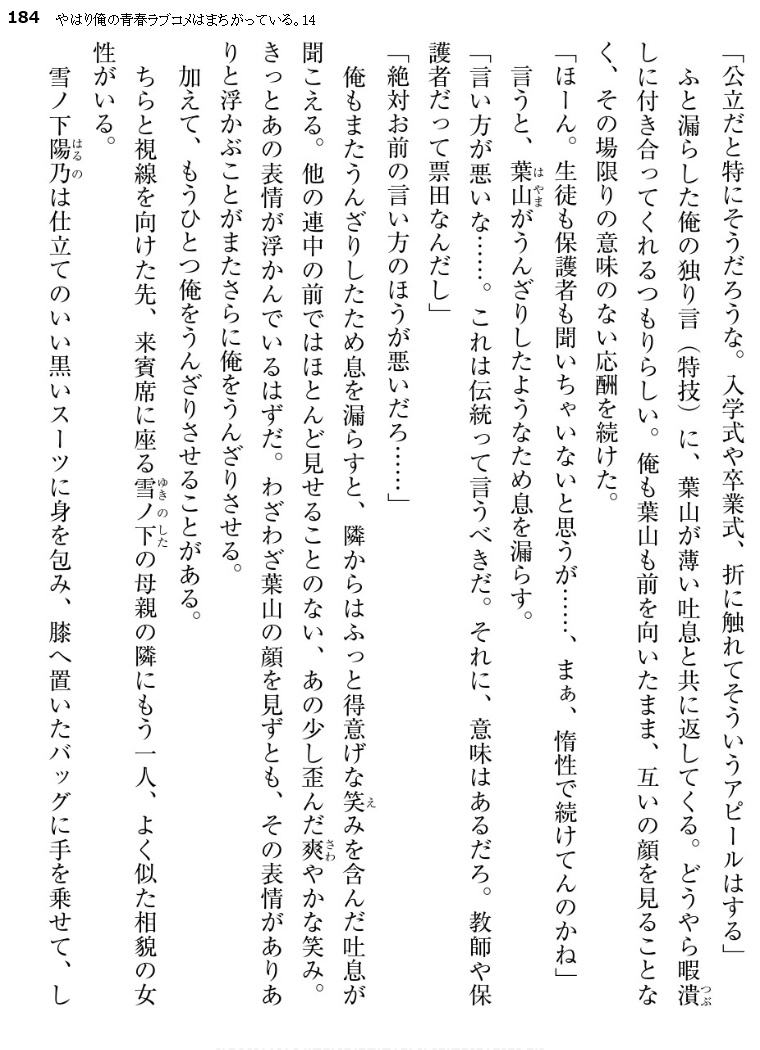 184 やはり俺の青春ラブコメはまちがっている。14
「公立だと特にそうだろうな。入学式や卒業式、折に触れてそういうアピールはする」
ふと漏らした俺の独り言（特技）に、葉山が薄い吐息と共に返してくる。どうやら暇潰つぶ
しに付き合ってくれるつもりらしい。俺も葉山も前を向いたまま、互いの顔を見ることな
く、その場限りの意味のない応酬を続けた。
「ほーん。生徒も保護者も聞いちゃいないと思うが……、まぁ、惰性で続けてんのかね」
言うと、葉山はやまがうんざりしたようなため息を漏らす。
「言い方が悪いな……。これは伝統って言うべきだ。それに、意味はあるだろ。教師や保
護者だって票田なんだし」
「絶対お前の言い方のほうが悪いだろ……」
俺もまたうんざりしたため息を漏らすと、隣からはふっと得意げな笑えみを含んだ吐息が
聞こえる。他の連中の前ではほとんど見せることのない、あの少し歪んだ爽さわやかな笑み。
きっとあの表情が浮かんでいるはずだ。わざわざ葉山の顔を見ずとも、その表情がありあ
りと浮かぶことがまたさらに俺をうんざりさせる。
加えて、もうひとつ俺をうんざりさせることがある。
ちらと視線を向けた先、来賓席に座る雪ノ下ゆきのしたの母親の隣にもう一人、よく似た相貌の女
性がいる。
雪ノ下陽乃はるのは仕立てのいい黒いスーツに身を包み、膝へ置いたバッグに手を乗せて、し